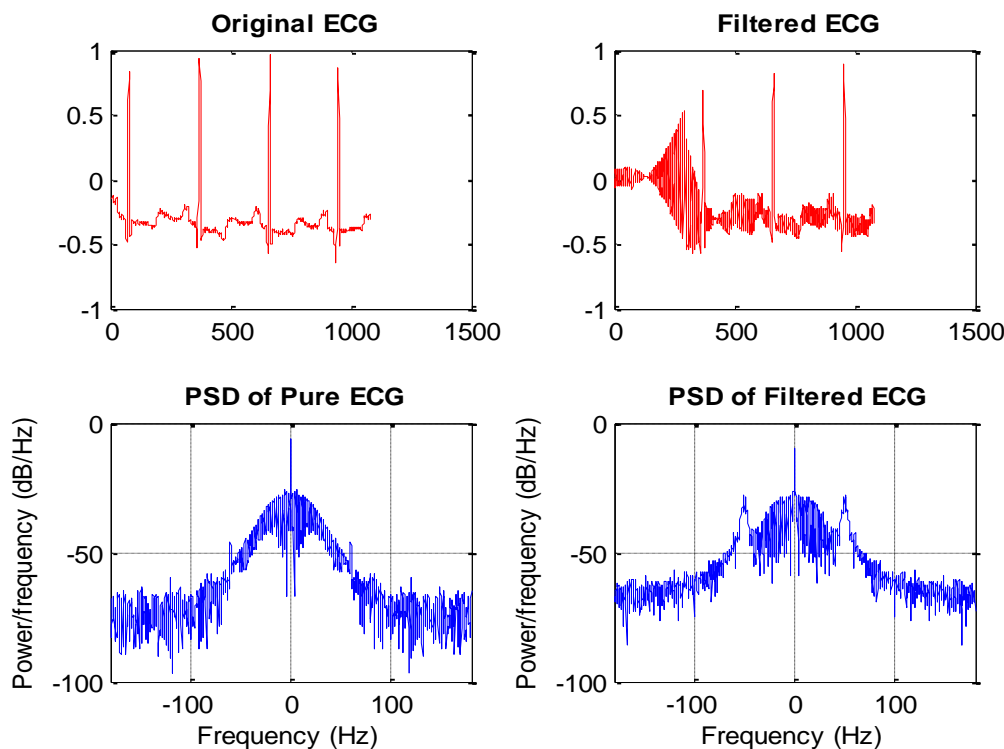 Original ECG
Filtered ECG
1
0.5
0
-0.5
-1
0 500 1000 1500
1
0.5
0
-0.5
-1
0 500 1000 1500
PSD of Pure ECG
PSD of Filtered ECG
Power/frequency (dB/Hz)
0
-50
-100
-100 0 100
Frequency (Hz)
Power/frequency (dB/Hz)
0
-50
-100
-100 0 100
Frequency (Hz)